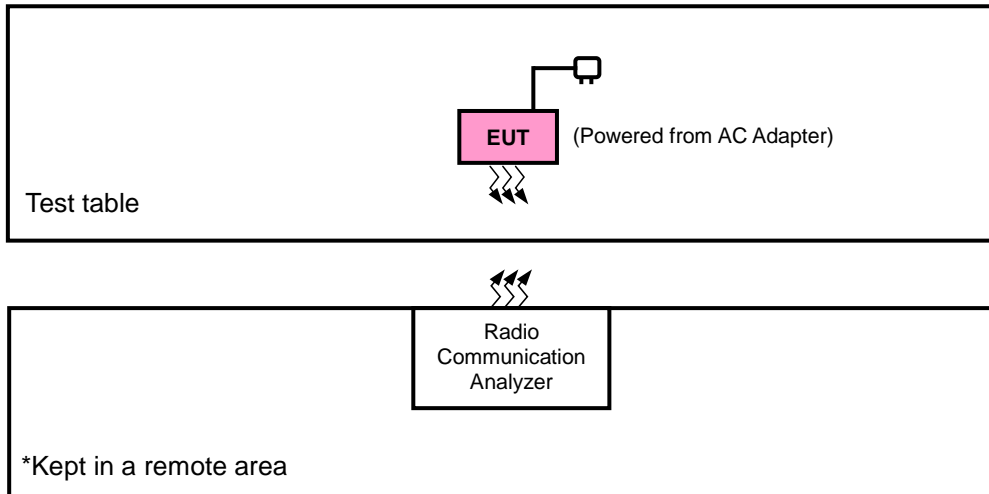 EUT
(Powered from AC Adapter)
Test table
Radio
Communication
Analyzer
*Kept in a remote area